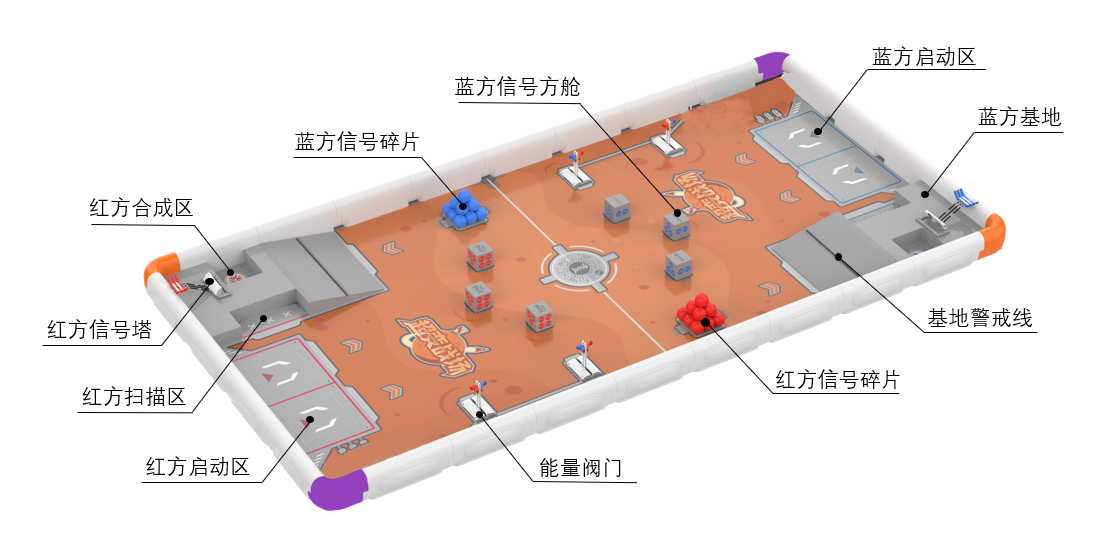 蓝方启动区
蓝方信号方舱
蓝方基地
蓝方信号碎片
红方合成区
红方信号塔
基地警戒线
红方信号碎片
红方扫描区
红方启动区
能量阀门